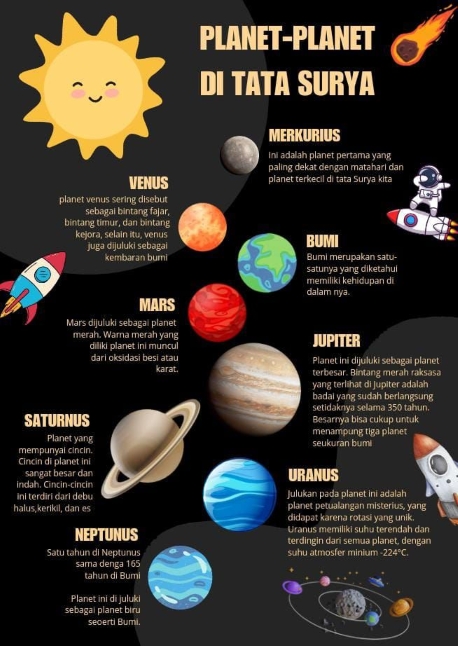 PLANET-PLANET
DI TATA SURYA
MERKURIUS
Ini adalah planet pertama yang
paling dekat dengan matahari dan
planet terkecil di tata Surya kita
VENUS
planet venus sering disebut
sebagai bintang fajar,
bintang timur, dan bintang
kejora, selain itu, venus
juga dijuluki sebagai
kembaran bumi
BUMI
Bumi merupakan satu-
satunya yang diketahui
memiliki kehidupan di
dalam nya.
MARS
Mars dijuluki sebagai planet
merah. Warna merah yang
diliki planet ini muncul
dari oksidasi besi atau
karat.
JUPITER
Planet ini dijuluki sebagai planet
terbesar. Bintang merah raksasa
yang terlihat di Jupiter adalah
badai yang sudah berlangsung
setidaknya selama 350 tahun.
Besarnya bisa cukup untuk
menampung tiga planet
seukuran bumi
SATURNUS
Planet yang
mempunyai cincin.
Cincin di planet ini
sangat besar dan
indah. Cincin-cincin
ini terdiri dari debu
halus,kerikil, dan es
URANUS
Julukan pada planet ini adalah
planet petualangan misterius, yang
didapat karena rotasi yang unik.
Uranus memiliki suhu terendah dan
terdingin dari semua planet, dengan
suhu atmosfer minium -224°C.
NEPTUNUS
Satu tahun di Neptunus
sama denga 165
tahun di Bumi
Planet ini di juluki
sebagai planet biru
seoerti Bumi.